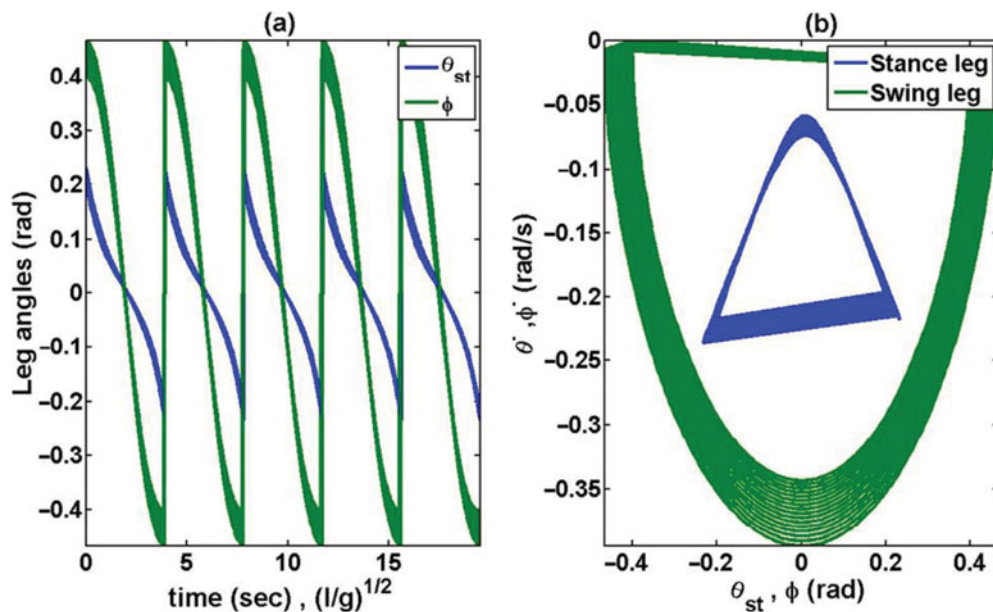 (a)
0.4
0.3
0.2
0.1
0
−0.1
−0.2
−0.3
−0.4
Leg angles (rad)
θst
ϕ
0 5 10 15
time (sec) , (l/g)^1/2
(b)
0
−0.05
−0.1
−0.15
−0.2
−0.25
−0.3
−0.35
θ˙ ,ϕ˙ (rad/s)
Stance leg
Swing leg
−0.4 −0.2 0 0.2 0.4
θst , ϕ (rad)